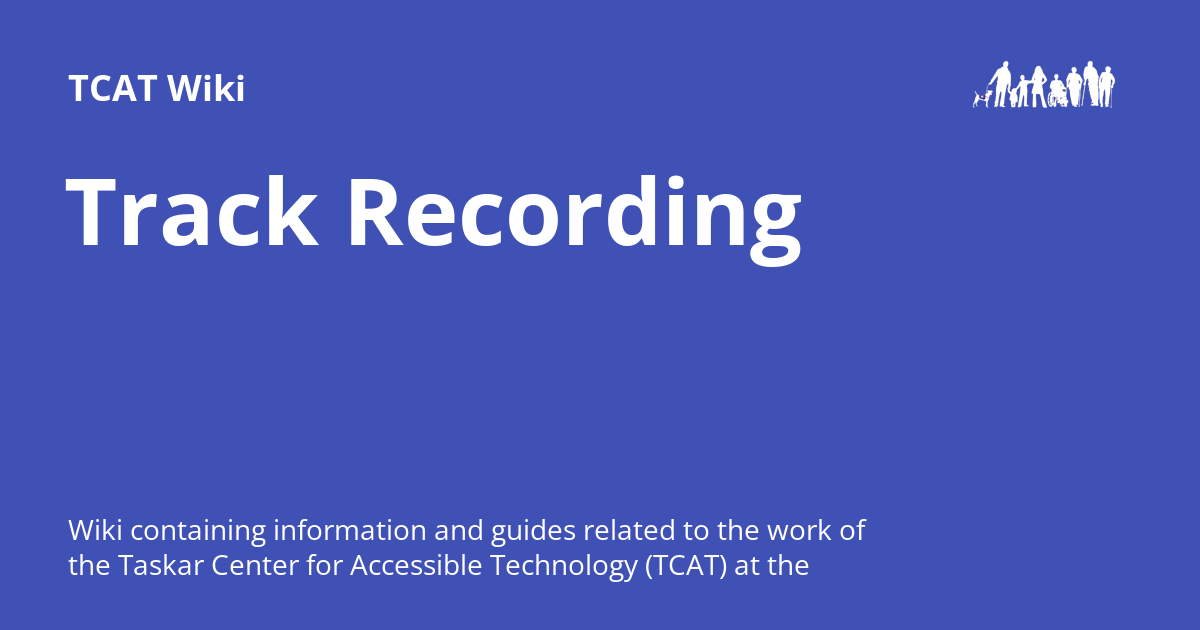 TCAT Wiki
Track Recording
Wiki containing information and guides related to the work of
the Taskar Center for Accessible Technology (TCAT) at the